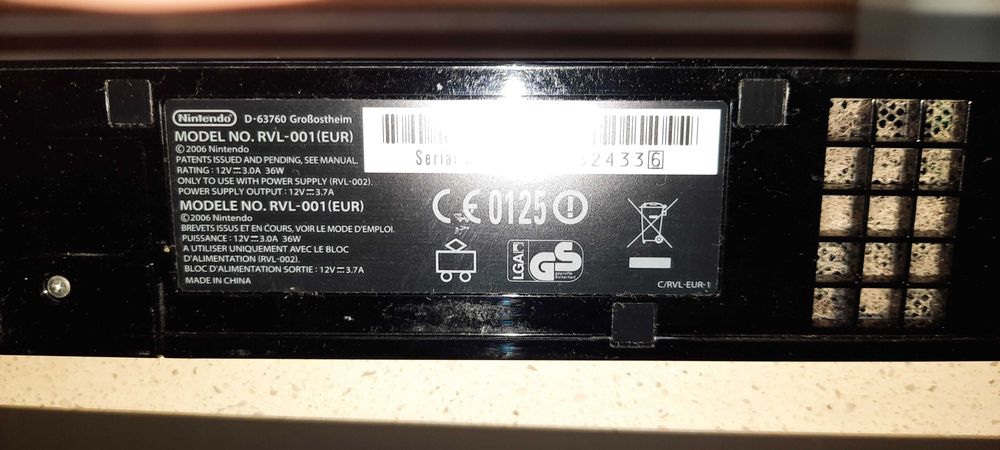 Nintendo D-63760 Großostheim
MODEL NO. RVL-001(EUR)
©2006 Nintendo
PATENTS ISSUED AND PENDING, SEE MANUAL.
RATING : 12V⎓3.0A 36W
ONLY TO USE WITH POWER SUPPLY (RVL-002).
POWER SUPPLY OUTPUT : 12V⎓3.7A
MODELE NO. RVL-001(EUR)
©2006 Nintendo
BREVETS ISSUS ET EN COURS, VOIR LE MODE D'EMPLOI.
PUISSANCE : 12V⎓3.0A 36W
A UTILISER UNIQUEMENT AVEC LE BLOC
D'ALIMENTATION (RVL-002).
BLOC D'ALIMENTATION SORTIE : 12V⎓3.7A
MADE IN CHINA
Serial 24336
CE0125
LGA
GS
geprüfte
Sicherheit
C/RVL-EUR-1